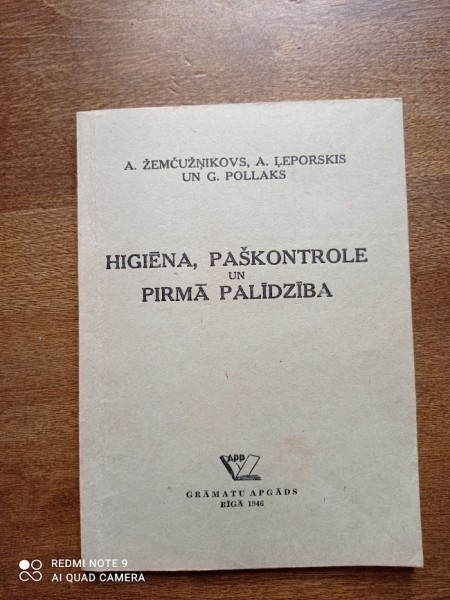 A. ŽEMČUŽŅIKOVS, A. ĻEPORSKIS
UN G. POLLAKS
HIGIĒNA, PAŠKONTROLE
UN
PIRMĀ PALĪDZĪBA
APP
GRĀMATU APGĀDS
RĪGĀ 1946
REDMI NOTE 9
AI QUAD CAMERA